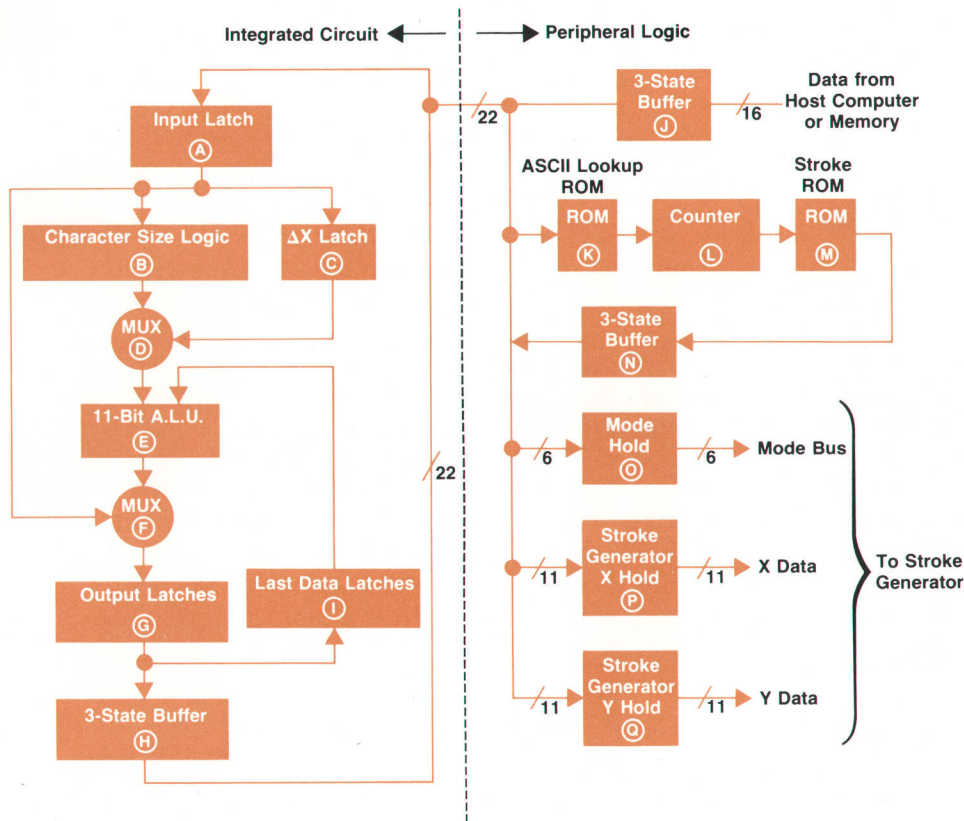 Integrated Circuit
Peripheral Logic
Input Latch
A
Character Size Logic
B
ΔX Latch
C
MUX
D
11-Bit A.L.U.
E
MUX
F
Output Latches
G
Last Data Latches
I
3-State Buffer
H
22
22
3-State
Buffer
J
16
Data from
Host Computer
or Memory
ASCII Lookup
ROM
ROM
K
Counter
L
Stroke
ROM
ROM
M
3-State
Buffer
N
6
Mode
Hold
O
6
Mode Bus
11
Stroke
Generator
X Hold
P
11
X Data
11
Stroke
Generator
Y Hold
Q
11
Y Data
To Stroke
Generator